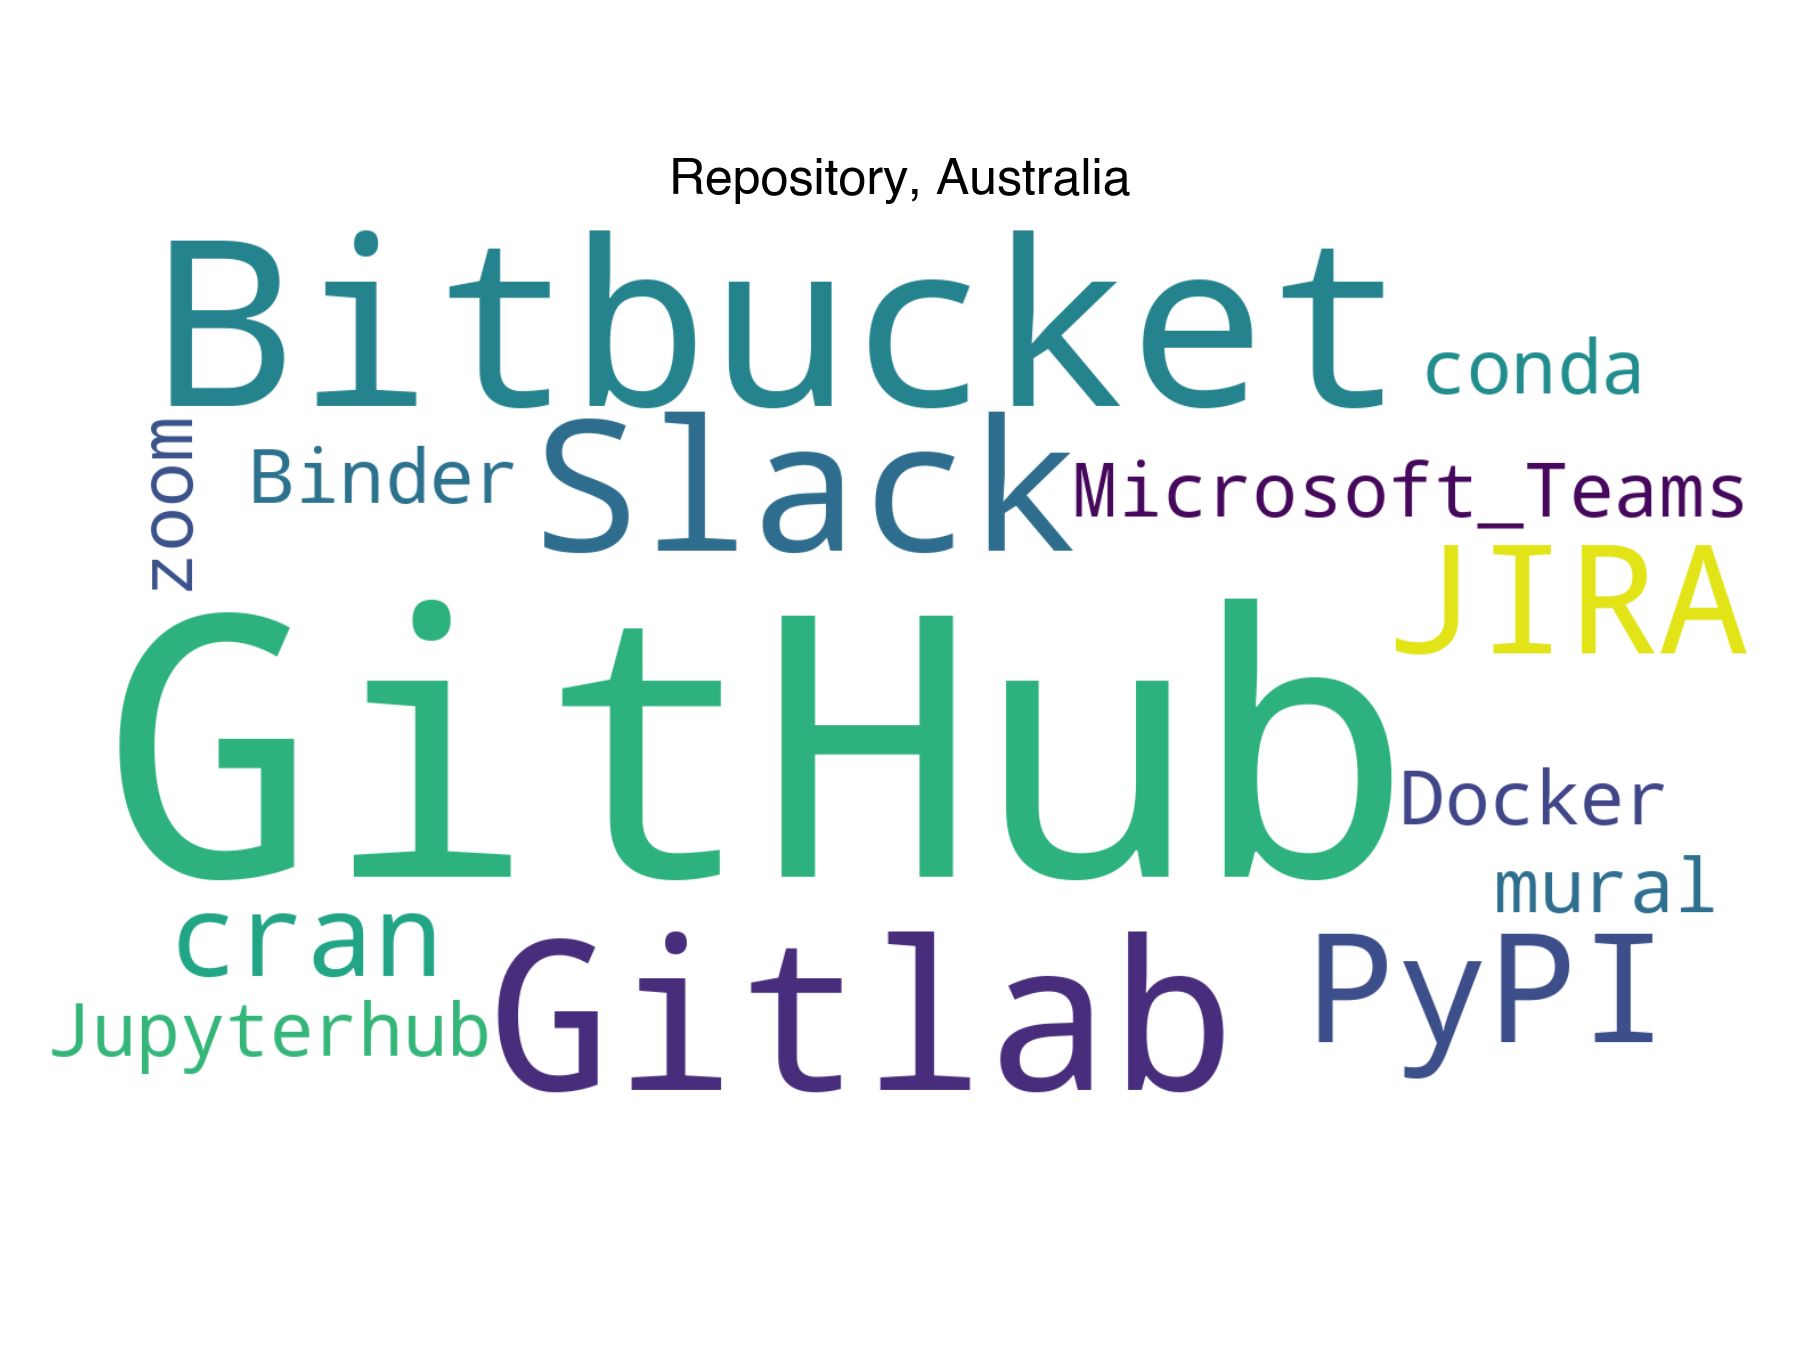 Repository, Australia
Bitbucket
conda
zoom
Binder
Slack
Microsoft_Teams
JIRA
GitHub
Docker
mural
cran
Gitlab
PyPI
Jupyterhub